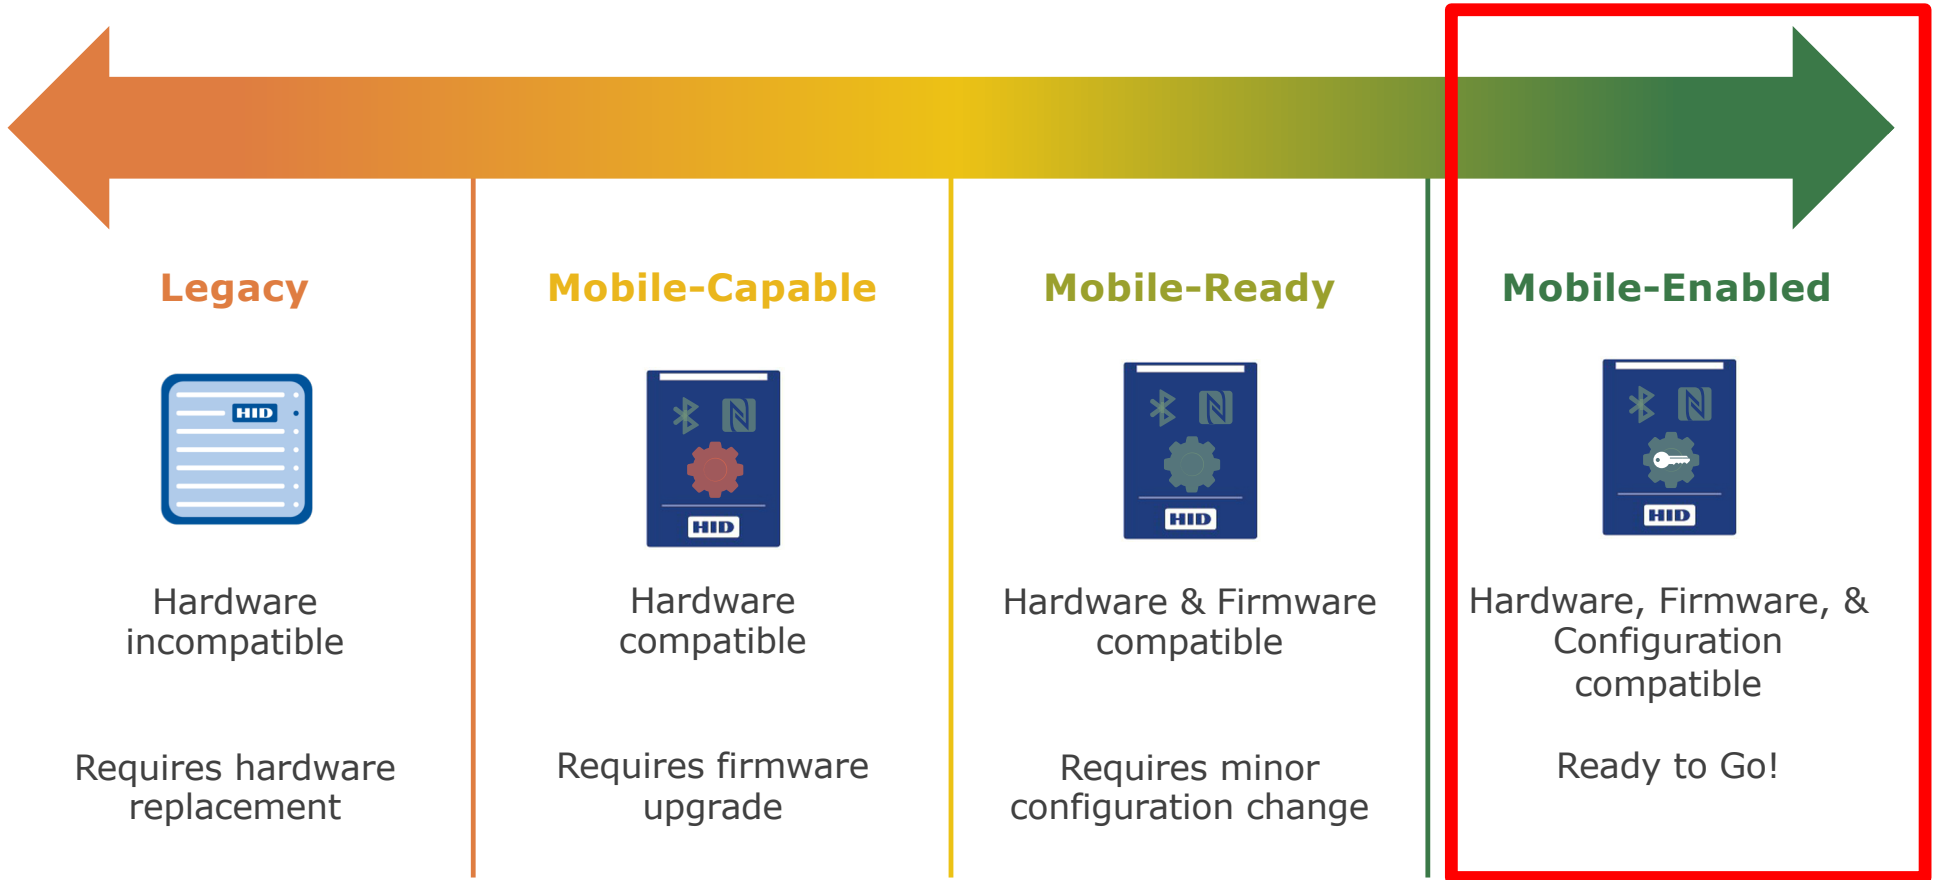 Legacy
HID
Hardware
incompatible
Requires hardware
replacement
Mobile-Capable
HID
Hardware
compatible
Requires firmware
upgrade
Mobile-Ready
HID
Hardware & Firmware
compatible
Requires minor
configuration change
Mobile-Enabled
HID
Hardware, Firmware, &
Configuration
compatible
Ready to Go!